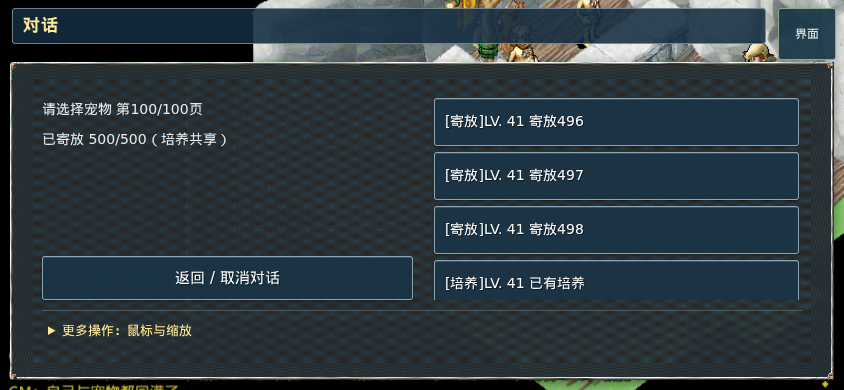 对话
界面
请选择宠物 第100/100页
已寄放 500/500（培养共享）
[寄放]LV. 41 寄放496
[寄放]LV. 41 寄放497
[寄放]LV. 41 寄放498
[培养]LV. 41 已有培养
返回 / 取消对话
▶ 更多操作：鼠标与缩放